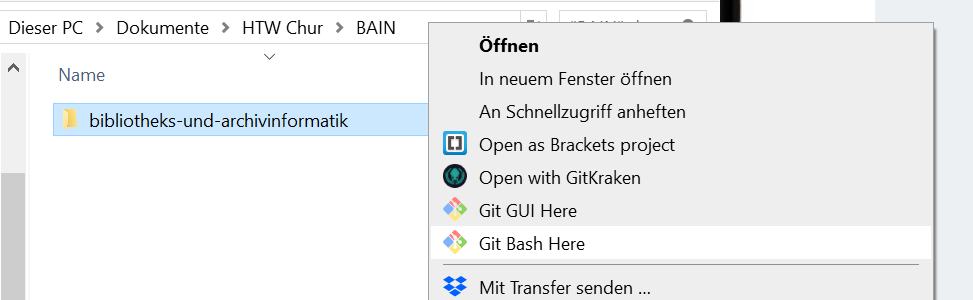 Dieser PC > Dokumente > HTW Chur > BAIN
Name
bibliotheks-und-archivinformatik
Öffnen
In neuem Fenster öffnen
An Schnellzugriff anheften
Open as Brackets project
Open with GitKraken
Git GUI Here
Git Bash Here
Mit Transfer senden ...